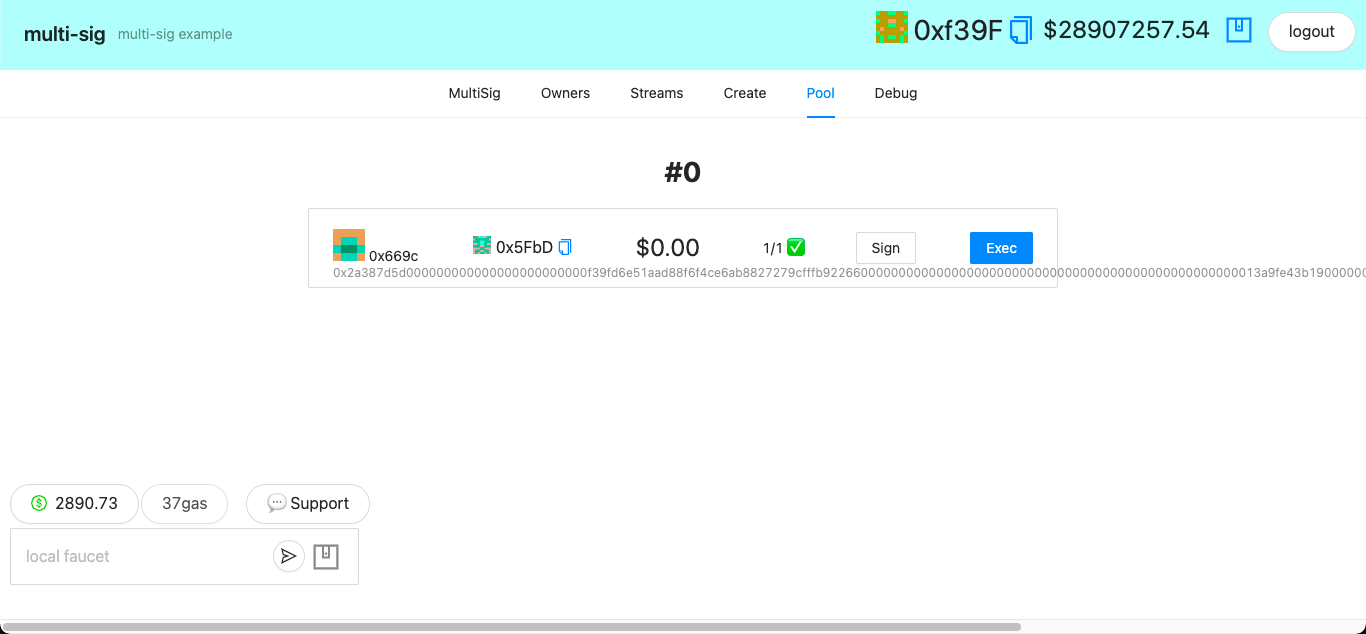 multi-sig multi-sig example 0xf39F $28907257.54 logout
MultiSig Owners Streams Create Pool Debug
#0
0x669c 0x5FbD $0.00 1/1 ✅ Sign Exec
2890.73 37gas 💬 Support
local faucet